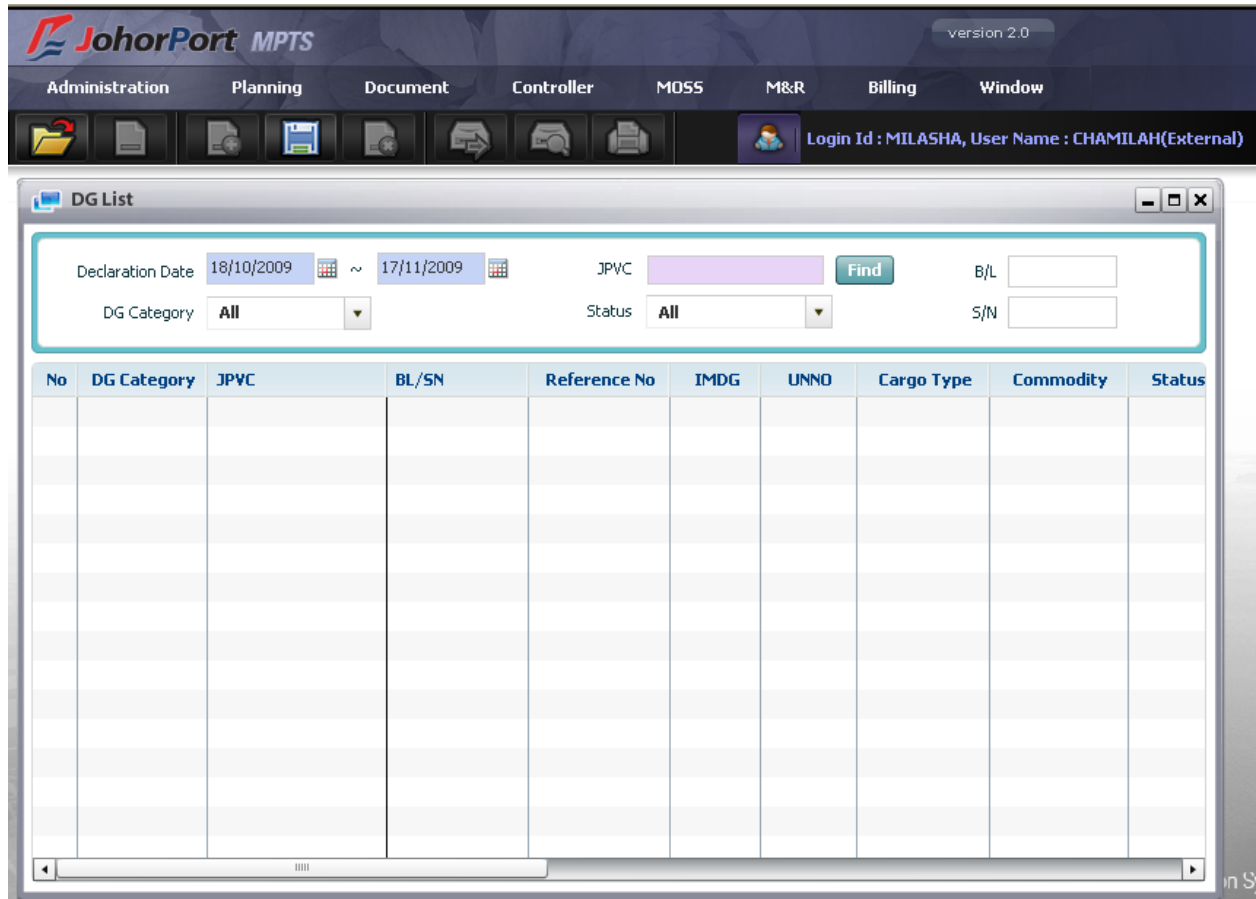 JohorPort MPTS version 2.0
Administration Planning Document Controller MOSS M&R Billing Window
Login Id : MILASHA, User Name : CHAMILAH(External)
DG List
Declaration Date 18/10/2009 ~ 17/11/2009 JPVC Find B/L
DG Category All Status All S/N
No DG Category JPVC BL/SN Reference No IMDG UNNO Cargo Type Commodity Status
on Sy